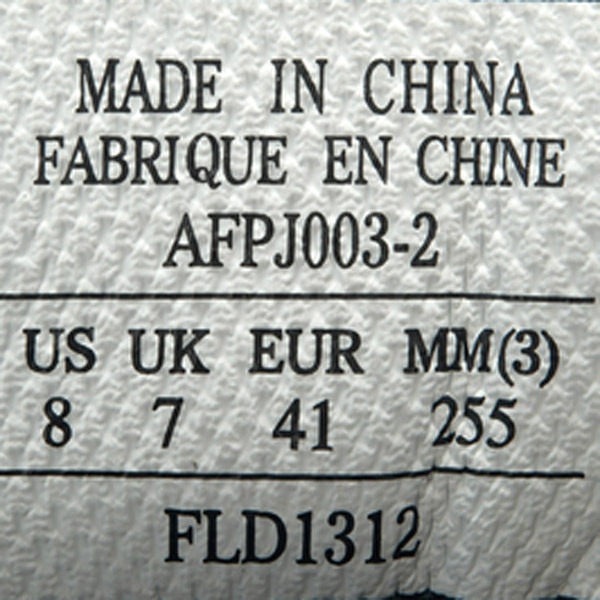 MADE IN CHINA
FABRIQUE EN CHINE
AFPJ003-2
US UK EUR MM(3)
8 7 41 255
FLD1312